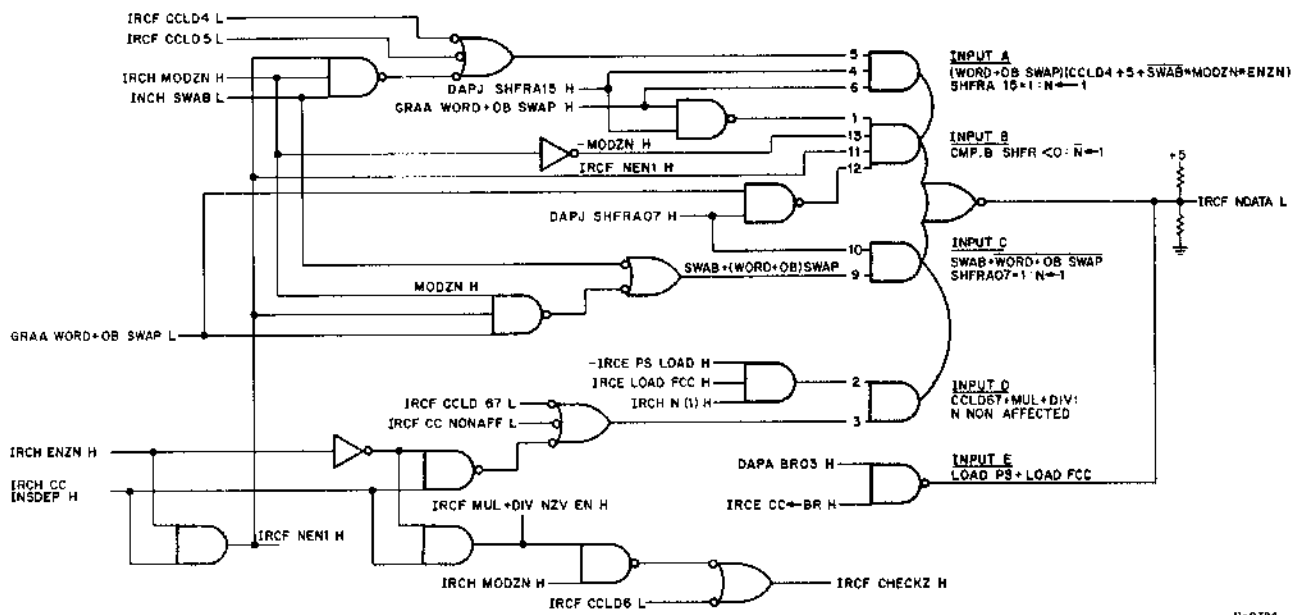 IRCF CCLD4 L
IRCF CCLD5 L
IRCH MODZN H
INCH SWAB L
DAPJ SHFRA15 H
GRAA WORD+OB SWAP H
5
4
6
INPUT A
(WORD+OB SWAP)(CCLD4+5+SWAB*MODZN*ENZN)
SHFRA 15=1:N←1
-MODZN H
IRCF NEN1 H
1
13
11
12
INPUT B
CMP.B SHFR <0: N←1
+5
IRCF NDATA L
DAPJ SHFRA07 H
10
9
INPUT C
SWAB+WORD+OB SWAP
SHFRA07=1:N←1
SWAB+(WORD+OB)SWAP
MODZN H
GRAA WORD+OB SWAP L
-IRCE PS LOAD H
IRCE LOAD FCC H
IRCH N (1) H
2
3
INPUT D
CCLD67+MUL+DIV:
N NON AFFECTED
IRCF CCLD 67 L
IRCF CC NONAFF L
IRCH ENZN H
IRCH CC
INSDEP H
DAPA BR03 H
IRCE CC←BR H
INPUT E
LOAD PS+LOAD FCC
IRCF MUL+DIV NZV EN H
IRCF NEN1 H
IRCH MODZN H
IRCF CCLD6 L
IRCF CHECKZ H